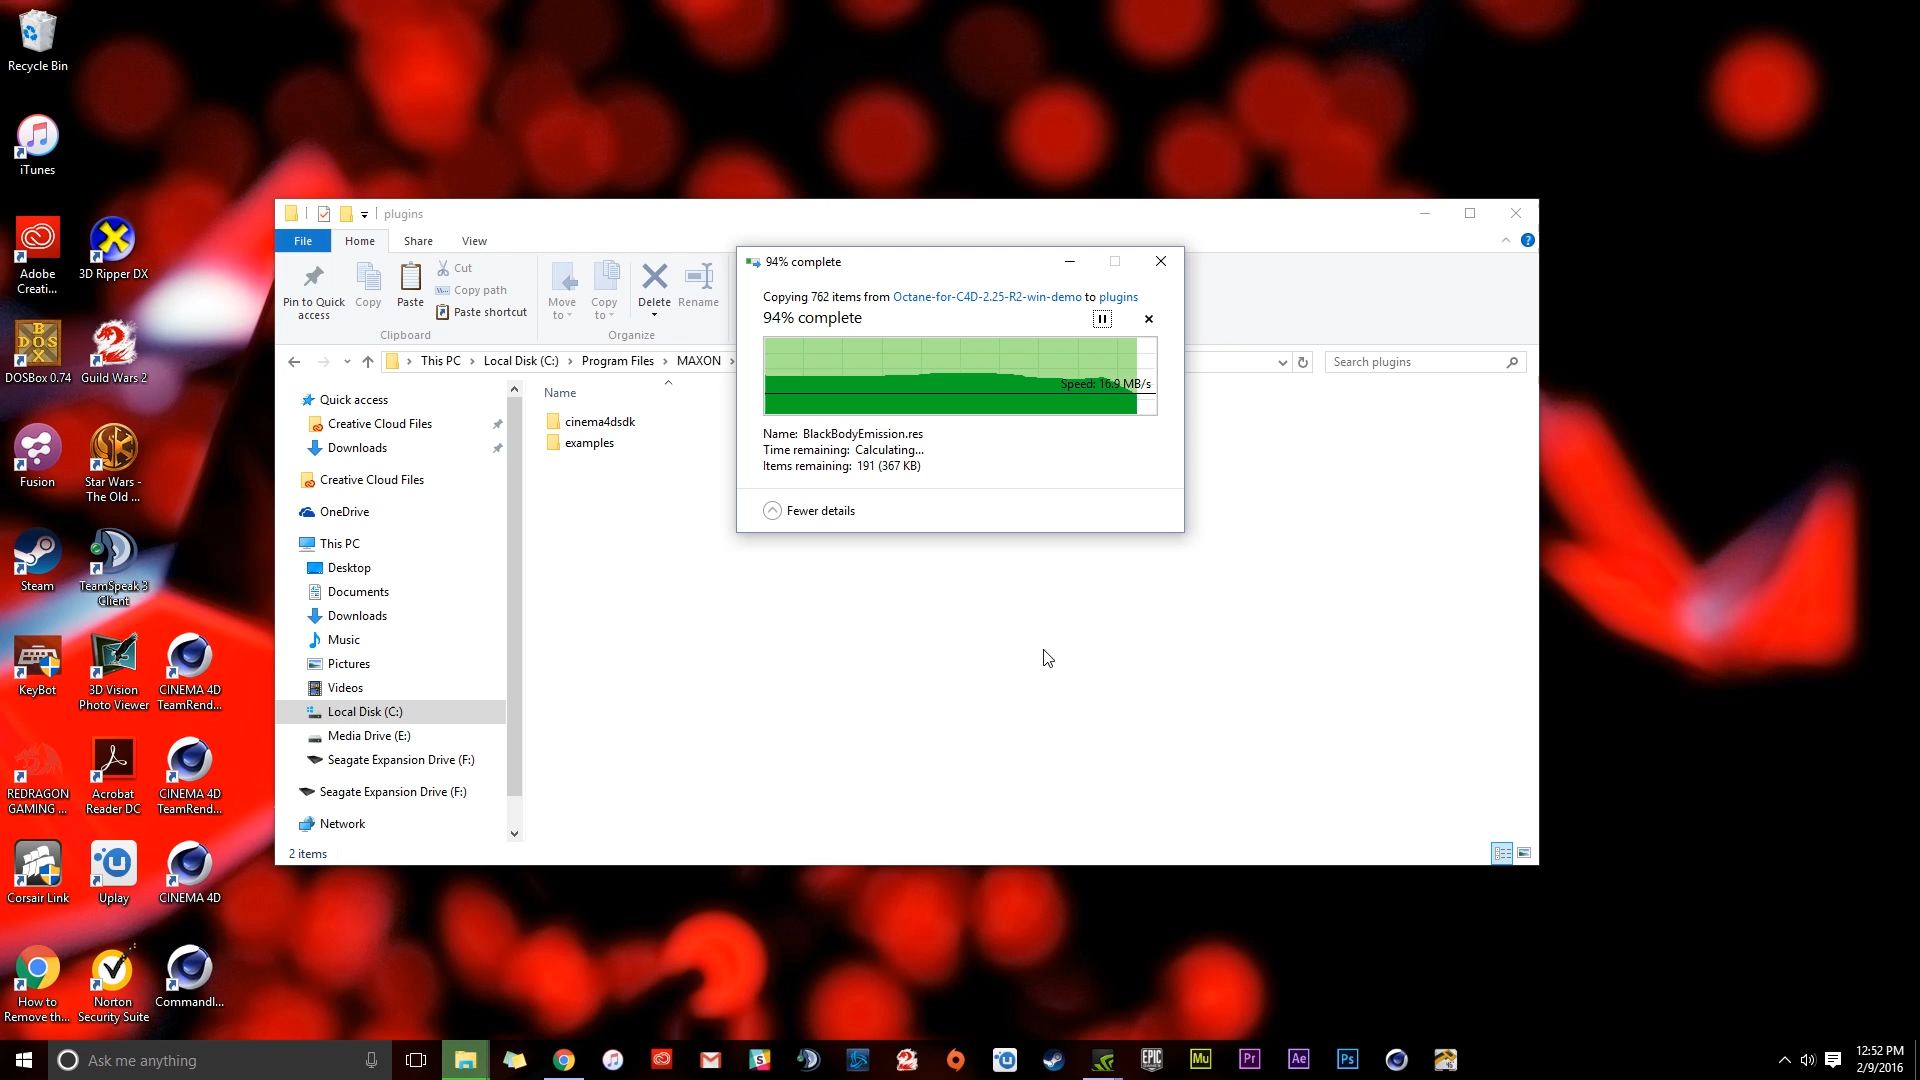 Recycle Bin
iTunes
Adobe
Creati...
3D Ripper DX
DOSBox 0.74
Guild Wars 2
Fusion
Star Wars -
The Old ...
Steam
TeamSpeak 3
Client
KeyBot
3D Vision
Photo Viewer
CINEMA 4D
TeamRend...
REDRAGON
GAMING ...
Acrobat
Reader DC
CINEMA 4D
TeamRend...
Corsair Link
Uplay
CINEMA 4D
How to
Remove th...
Norton
Security Suite
Commandl...
plugins
File
Home
Share
View
Pin to Quick
access
Copy
Paste
Cut
Copy path
Paste shortcut
Clipboard
Move
to
Copy
to
Delete
Rename
Organize
This PC
Local Disk (C:)
Program Files
MAXON
Search plugins
Quick access
Creative Cloud Files
Downloads
Creative Cloud Files
OneDrive
This PC
Desktop
Documents
Downloads
Music
Pictures
Videos
Local Disk (C:)
Media Drive (E:)
Seagate Expansion Drive (F:)
Seagate Expansion Drive (F:)
Network
Name
cinema4dsdk
examples
2 items
94% complete
Copying 762 items from Octane-for-C4D-2.25-R2-win-demo to plugins
94% complete
Speed: 16.9 MB/s
Name: BlackBodyEmission.res
Time remaining: Calculating...
Items remaining: 191 (367 KB)
Fewer details
Ask me anything
EPIC
GAMES
Mu
Pr
Ae
Ps
12:52 PM
2/9/2016